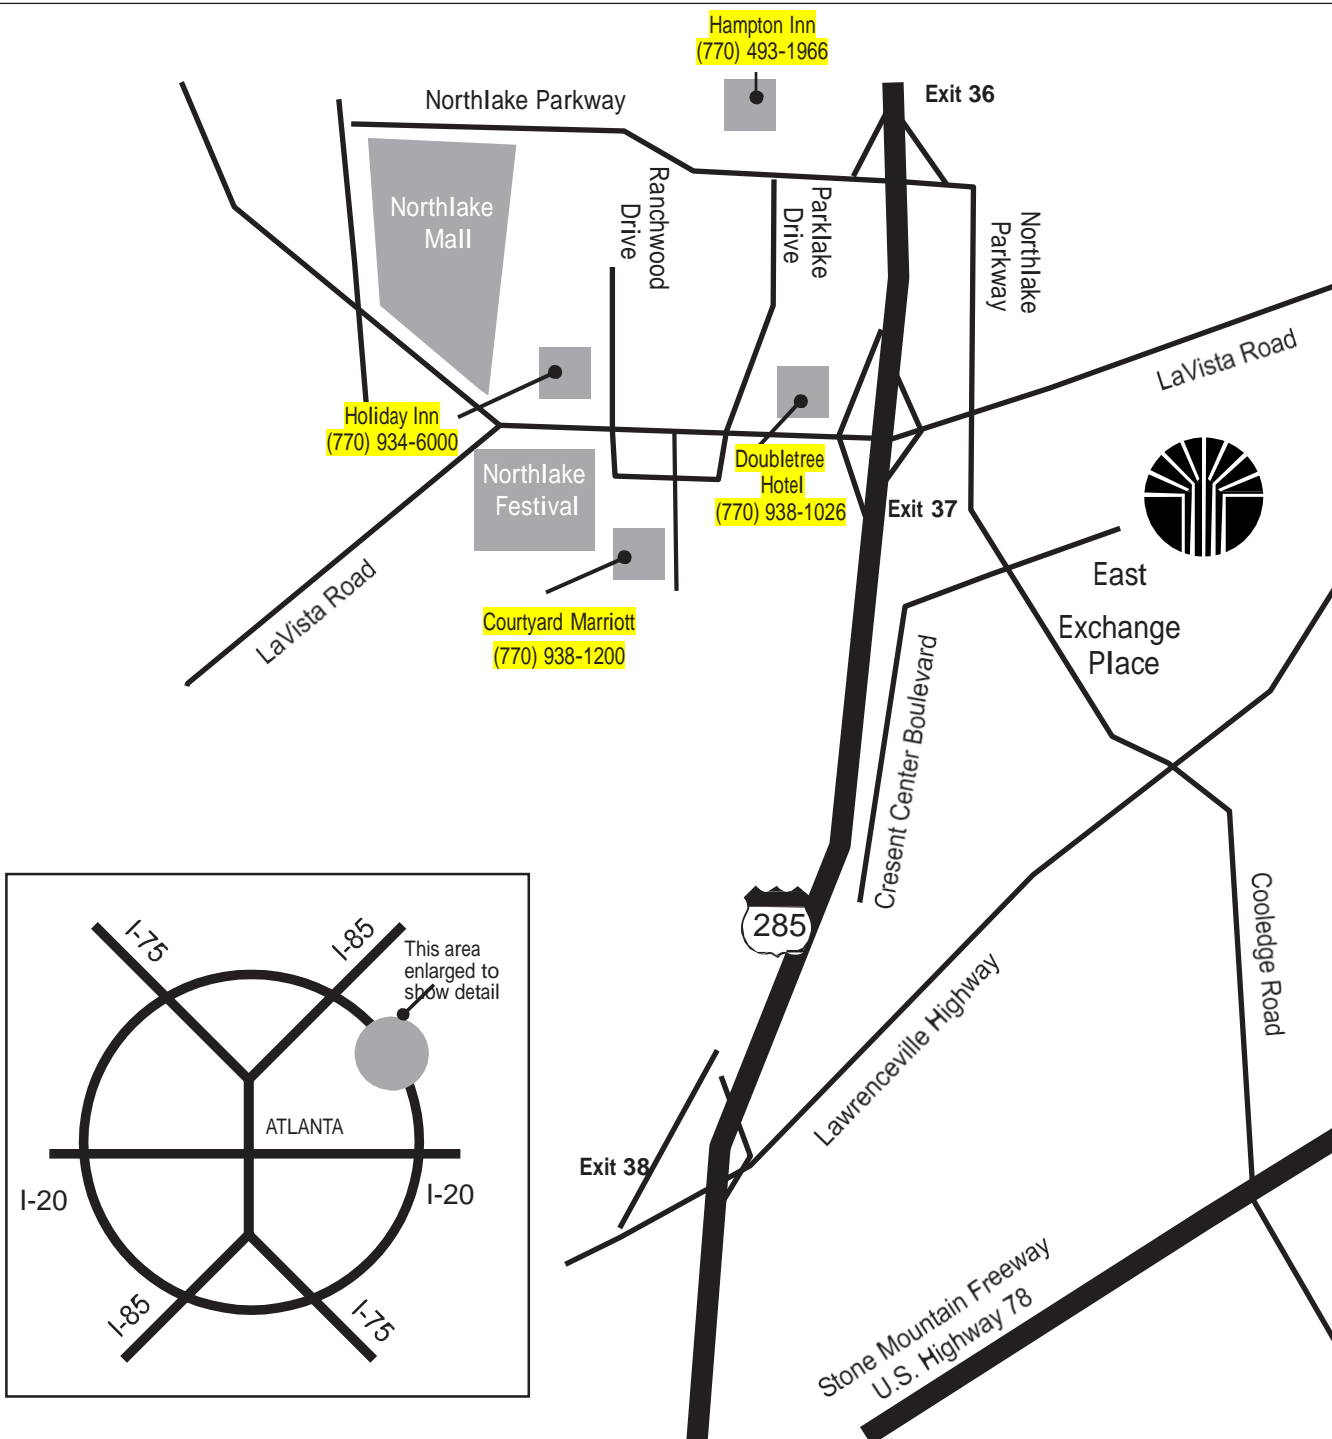 Hampton Inn
(770) 493-1966
Exit 36
Northlake Parkway
Northlake
Mall
Ranchwood
Drive
Parklake
Drive
Northlake
Parkway
LaVista Road
Holiday Inn
(770) 934-6000
Doubletree
Hotel
(770) 938-1026
Northlake
Festival
Exit 37
East
Exchange
Place
LaVista Road
Courtyard Marriott
(770) 938-1200
Cresent Center Boulevard
285
Cooledge Road
Lawrenceville Highway
Exit 38
Stone Mountain Freeway
U.S. Highway 78
I-75
I-85
This area
enlarged to
show detail
ATLANTA
I-20
I-20
I-85
I-75